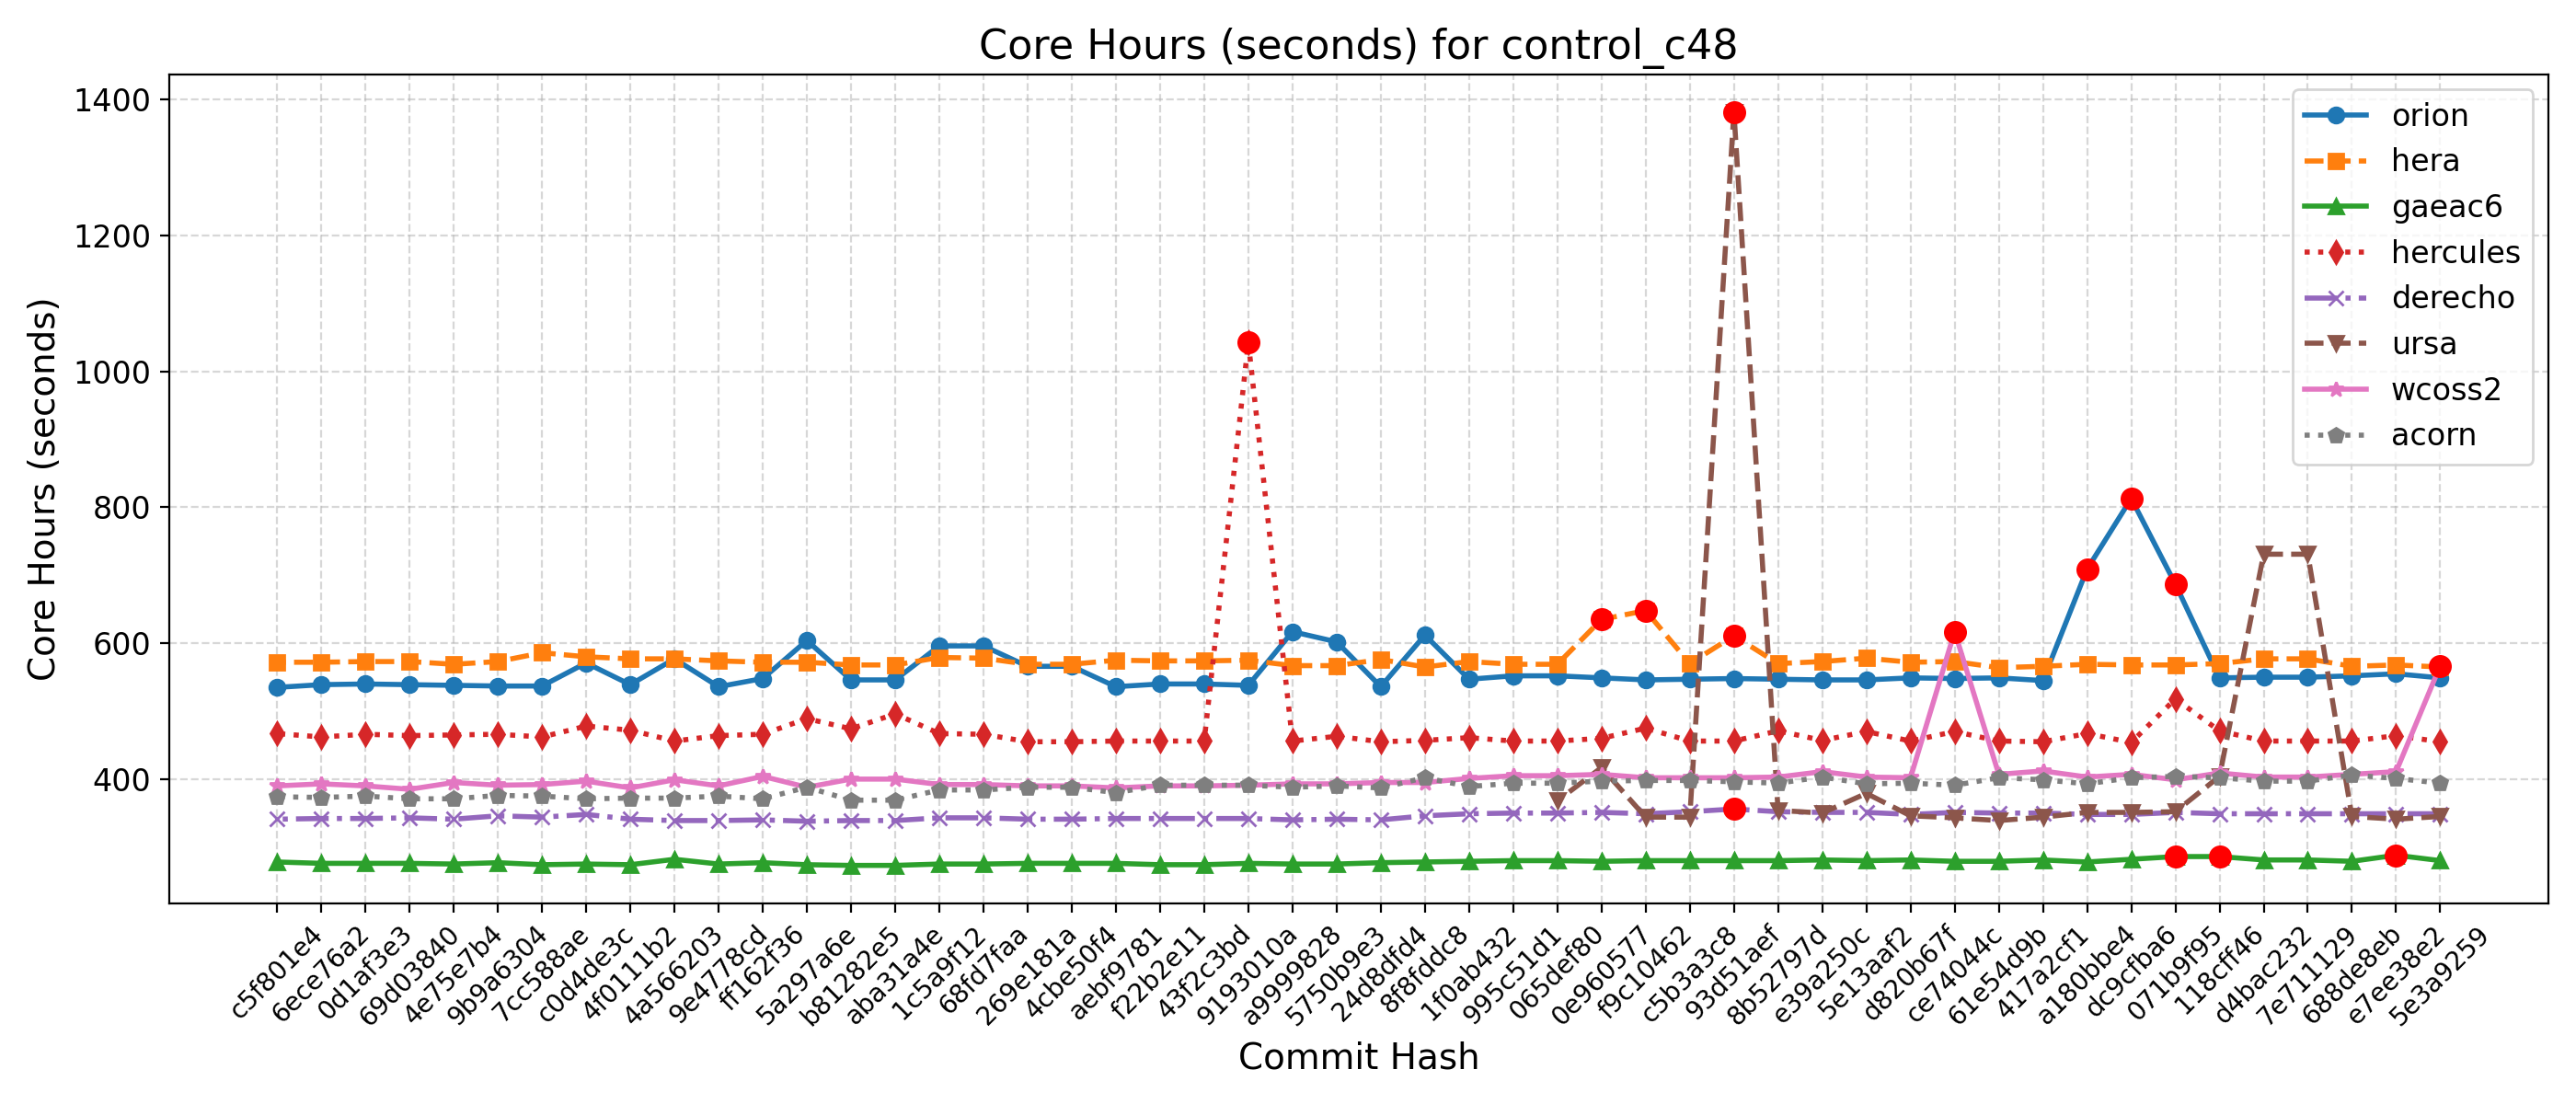 Core Hours (seconds) for control_c48
Core Hours (seconds)
1400
1200
1000
800
600
400
orion
hera
gaeac6
hercules
derecho
ursa
wcoss2
acorn
c5f801e4
6ece76a2
0d1af3e3
69d03840
4e75e7b4
9b9a6304
7cc588ae
c0d4de3c
4f0111b2
4a566203
9e4778cd
ff162f36
5a297a6e
b81282e5
aba31a4e
1c5a9f12
68fd7faa
269e181a
4cbe50f4
aebf9781
f22b2e11
43f2c3bd
9193010a
a9999828
5750b9e3
24d8dfd4
8f8fddc8
1f0ab432
995c51d1
065def80
0e960577
f9c10462
c5b3a3c8
93d51aef
8b52797d
e39a250c
5e13aaf2
d820b67f
ce74044c
61e54d9b
417a2cf1
a180bbe4
dc9cfba6
071b9f95
118cff46
d4bac232
7e711129
688de8eb
e7ee38e2
5e3a9259
Commit Hash